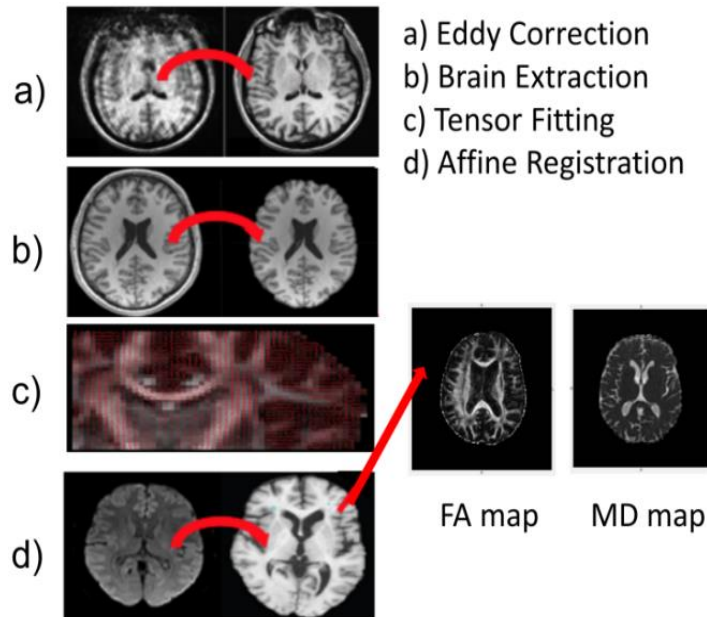 a) Eddy Correction
b) Brain Extraction
c) Tensor Fitting
d) Affine Registration
a)
b)
c)
d)
FA map
MD map